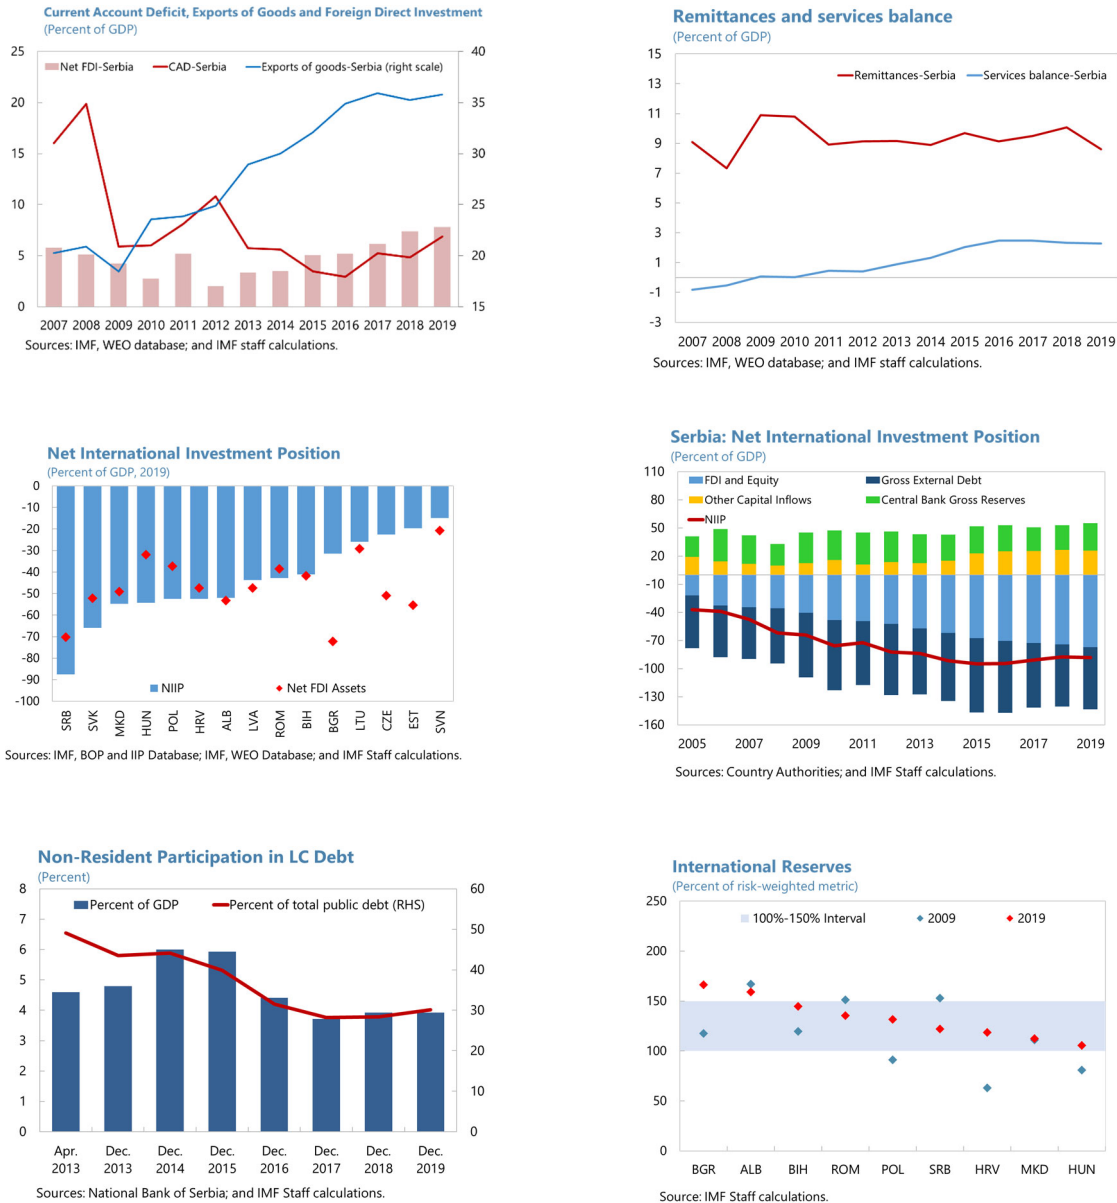 Current Account Deficit, Exports of Goods and Foreign Direct Investment
(Percent of GDP)
25
20
15
10
5
0
40
35
30
25
20
15
Net FDI-Serbia CAD-Serbia Exports of goods-Serbia (right scale)
2007 2008 2009 2010 2011 2012 2013 2014 2015 2016 2017 2018 2019
Sources: IMF, WEO database; and IMF staff calculations.
Remittances and services balance
(Percent of GDP)
15
13
11
9
7
5
3
1
-1
-3
Remittances-Serbia Services balance-Serbia
2007 2008 2009 2010 2011 2012 2013 2014 2015 2016 2017 2018 2019
Sources: IMF, WEO database; and IMF staff calculations.
Net International Investment Position
(Percent of GDP, 2019)
0
-10
-20
-30
-40
-50
-60
-70
-80
-90
-100
NIIP Net FDI Assets
SRB SVK MKD HUN POL HRV ALB LVA ROM BIH BGR LTU CZE EST SVN
Sources: IMF, BOP and IIP Database; IMF, WEO Database; and IMF Staff calculations.
Serbia: Net International Investment Position
(Percent of GDP)
110
80
50
20
-10
-40
-70
-100
-130
-160
FDI and Equity Gross External Debt
Other Capital Inflows Central Bank Gross Reserves
NIIP
2005 2007 2009 2011 2013 2015 2017 2019
Sources: Country Authorities; and IMF Staff calculations.
Non-Resident Participation in LC Debt
(Percent)
8
7
6
5
4
3
2
1
0
60
50
40
30
20
10
0
Percent of GDP Percent of total public debt (RHS)
Apr. Dec. Dec. Dec. Dec. Dec. Dec. Dec.
2013 2013 2014 2015 2016 2017 2018 2019
Sources: National Bank of Serbia; and IMF Staff calculations.
International Reserves
(Percent of risk-weighted metric)
250
200
150
100
50
0
100%-150% Interval 2009 2019
BGR ALB BIH ROM POL SRB HRV MKD HUN
Source: IMF Staff calculations.